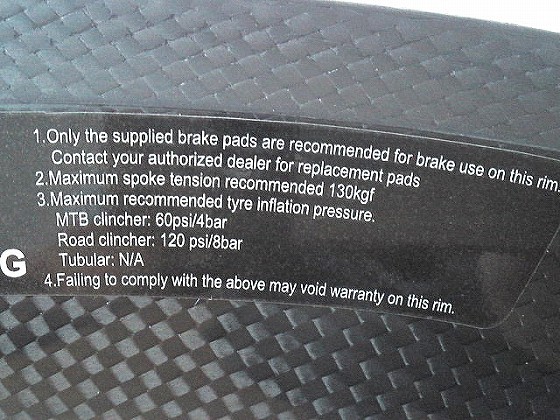 1.Only the supplied brake pads are recommended for brake use on this rim.
Contact your authorized dealer for replacement pads
2.Maximum spoke tension recommended 130kgf
3.Maximum recommended tyre inflation pressure.
MTB clincher: 60psi/4bar
Road clincher: 120 psi/8bar
Tubular: N/A
G
4.Failing to comply with the above may void warranty on this rim.